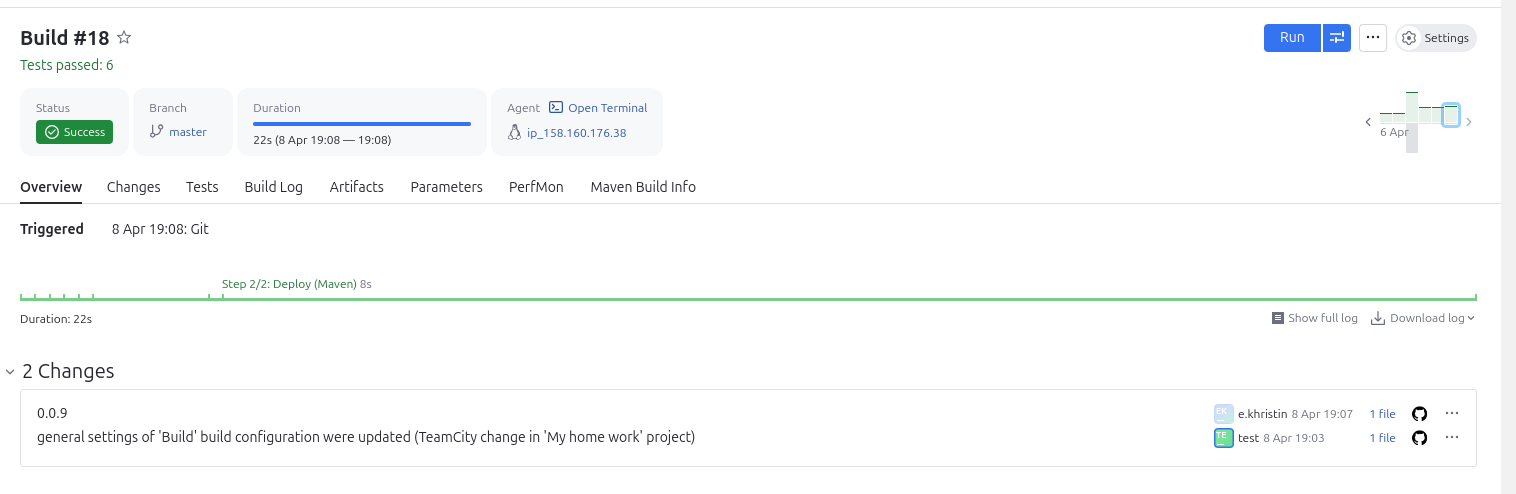 Build #18
Run
Settings
Tests passed: 6
Status
Success
Branch
master
Duration
22s (8 Apr 19:08 — 19:08)
Agent
Open Terminal
ip_158.160.176.38
6 Apr
Overview
Changes
Tests
Build Log
Artifacts
Parameters
PerfMon
Maven Build Info
Triggered
8 Apr 19:08: Git
Step 2/2: Deploy (Maven) 8s
Duration: 22s
Show full log
Download log
2 Changes
0.0.9
EK
e.khristin 8 Apr 19:07
1 file
general settings of 'Build' build configuration were updated (TeamCity change in 'My home work' project)
TE
test 8 Apr 19:03
1 file